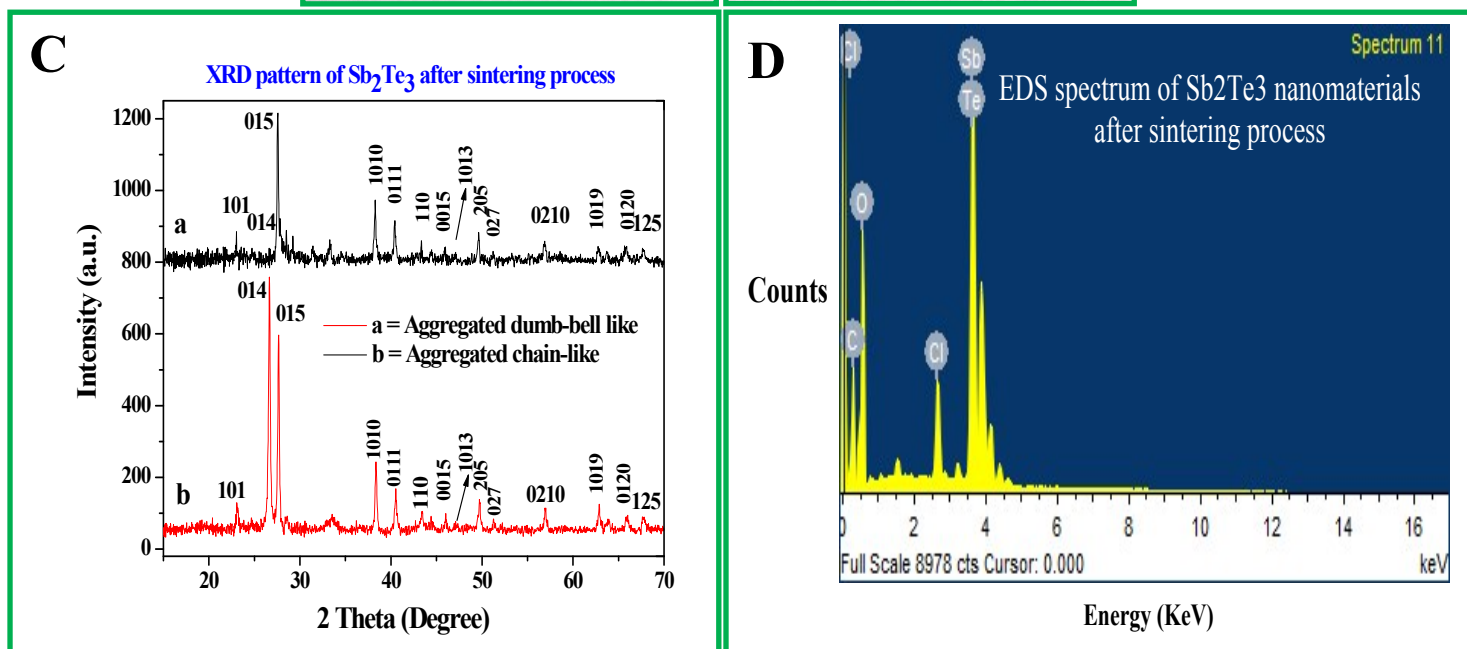 C
XRD pattern of Sb2Te3 after sintering process
Intensity (a.u.)
1200
1000
800
600
400
200
0
a
101
014
015
1010
0111
110
0015
1013
205
027
0210
1019
0120
125
014
015
a = Aggregated dumb-bell like
b = Aggregated chain-like
b
101
1010
0111
110
0015
1013
205
027
0210
1019
0120
125
20 30 40 50 60 70
2 Theta (Degree)
D
Spectrum 11
EDS spectrum of Sb2Te3 nanomaterials
after sintering process
Counts
Cl
C
O
Cl
Sb
Te
0 2 4 6 8 10 12 14 16
Full Scale 8978 cts Cursor: 0.000
keV
Energy (KeV)